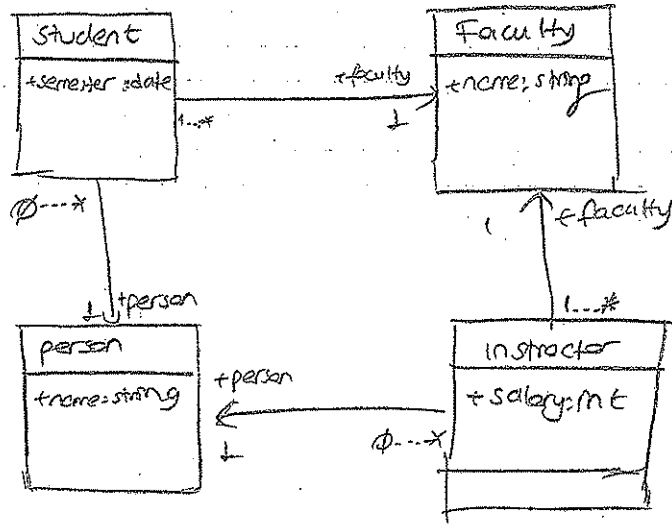 Student
+semester :date
Faculty
+name: string
+faculty
1...*
1
Ø---*
1
+faculty
1
+person
1...*
person
+name:string
+person
1
instructor
+salary:int
Ø---*